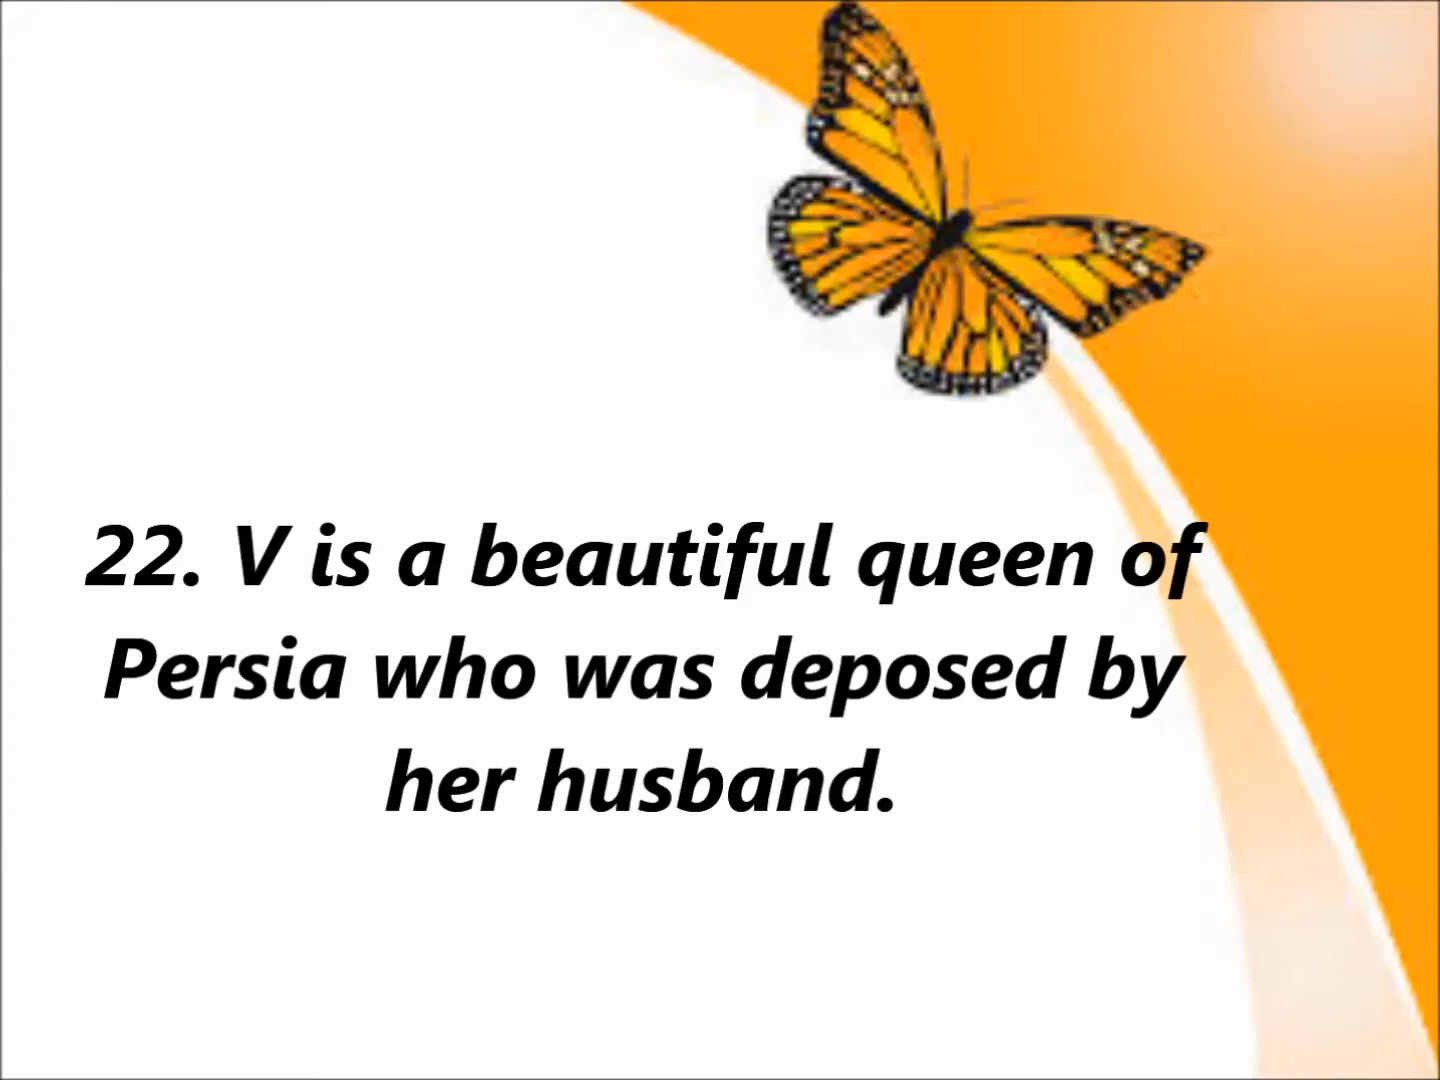 22. V is a beautiful queen of
Persia who was deposed by
her husband.